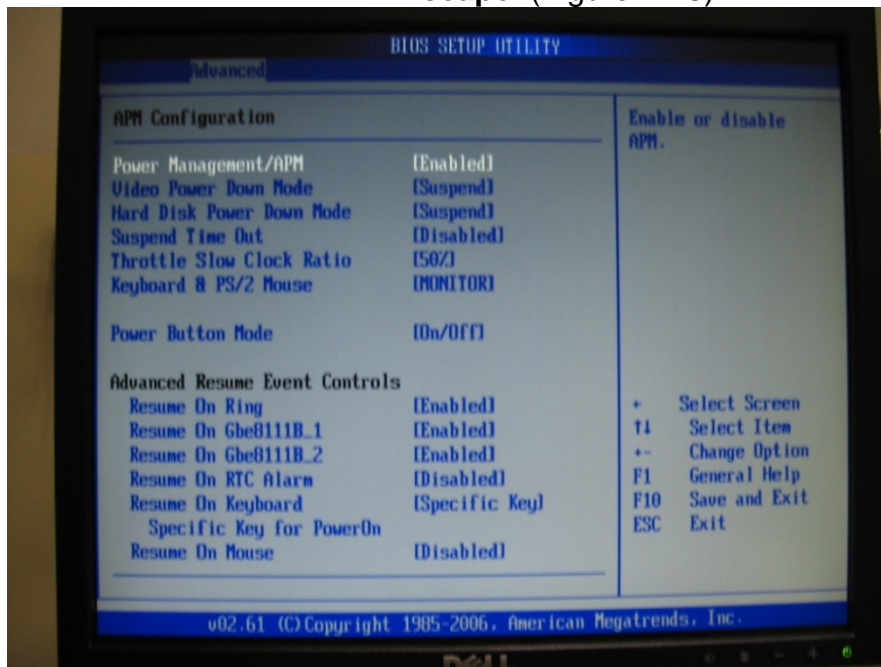 BIOS SETUP UTILITY
Advanced
APM Configuration
Power Management/APM [Enabled]
Video Power Down Mode [Suspend]
Hard Disk Power Down Mode [Suspend]
Suspend Time Out [Disabled]
Throttle Slow Clock Ratio [50%]
Keyboard & PS/2 Mouse [MONITOR]
Power Button Mode [On/Off]
Advanced Resume Event Controls
Resume On Ring [Enabled]
Resume On Gbe8111B_1 [Enabled]
Resume On Gbe8111B_2 [Enabled]
Resume On RTC Alarm [Disabled]
Resume On Keyboard [Specific Key]
Specific Key for PowerOn
Resume On Mouse [Disabled]
Enable or disable
APM.
← Select Screen
↑↓ Select Item
+- Change Option
F1 General Help
F10 Save and Exit
ESC Exit
v02.61 (C)Copyright 1985-2006, American Megatrends, Inc.
DELL